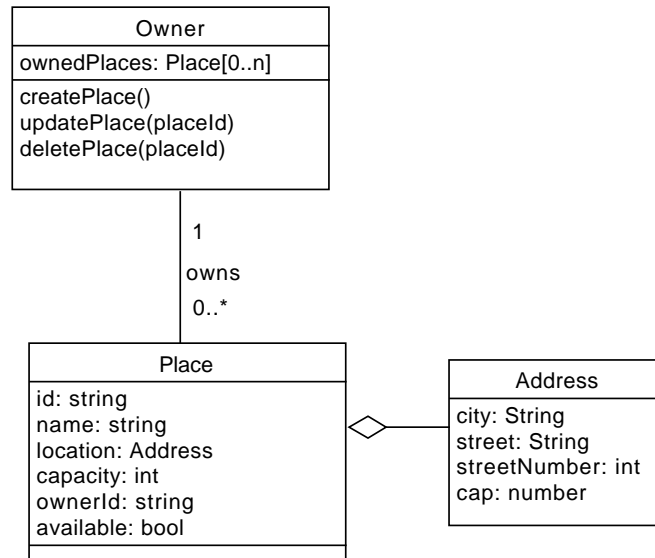 Owner
ownedPlaces: Place[0..n]
createPlace()
updatePlace(placeId)
deletePlace(placeId)
1
owns
0..*
Place
id: string
name: string
location: Address
capacity: int
ownerId: string
available: bool
Address
city: String
street: String
streetNumber: int
cap: number